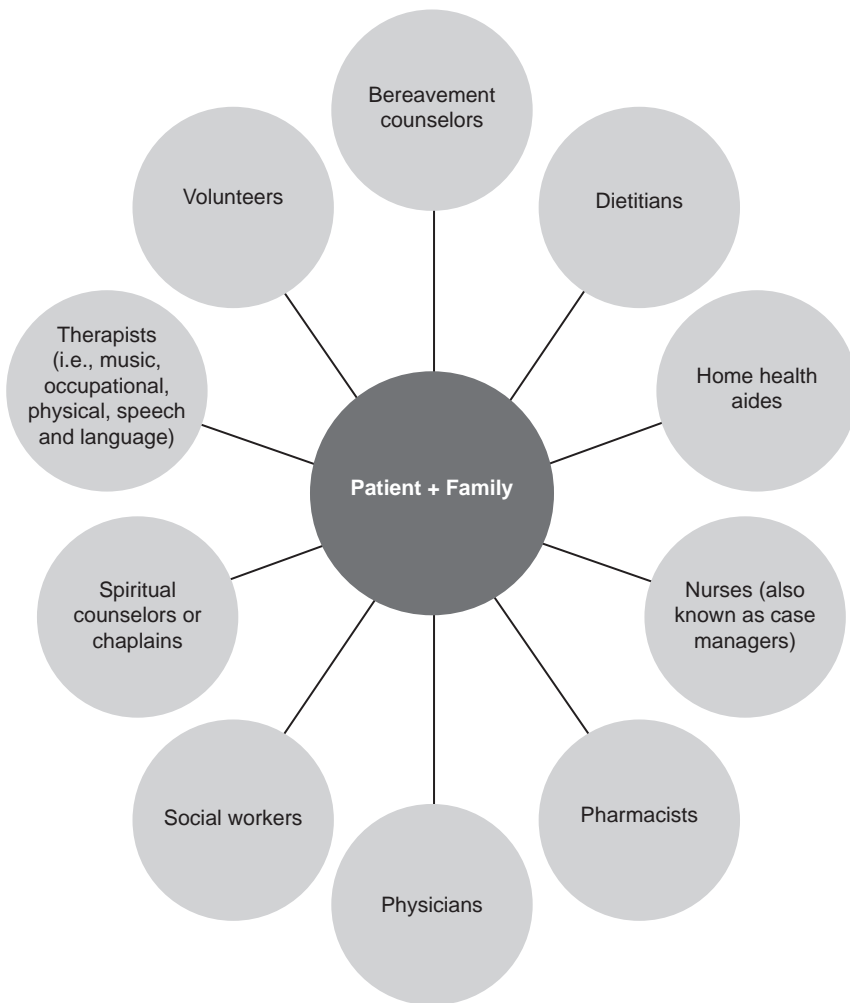 Bereavement
counselors
Volunteers
Dietitians
Therapists
(i.e., music,
occupational,
physical, speech
and language)
Home health
aides
Patient + Family
Spiritual
counselors or
chaplains
Nurses (also
known as case
managers)
Social workers
Pharmacists
Physicians